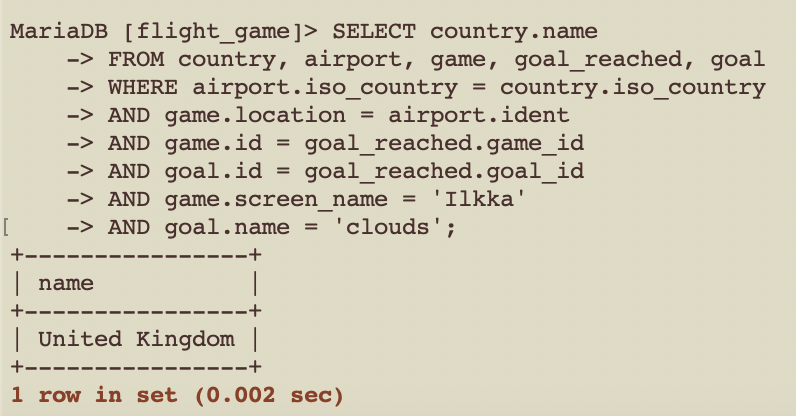 MariaDB [flight_game]> SELECT country.name
    -> FROM country, airport, game, goal_reached, goal
    -> WHERE airport.iso_country = country.iso_country
    -> AND game.location = airport.ident
    -> AND game.id = goal_reached.game_id
    -> AND goal.id = goal_reached.goal_id
    -> AND game.screen_name = 'Ilkka'
[    -> AND goal.name = 'clouds';
+----------------+
| name           |
+----------------+
| United Kingdom |
+----------------+
1 row in set (0.002 sec)